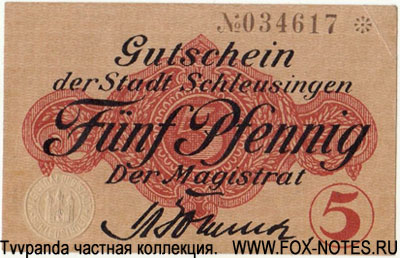 №034617 ※
Gutschein
der Stadt Schleusingen
Fünf Pfennig
Der Magistrat
5
Tvvpanda частная коллекция.
WWW.FOX-NOTES.RU